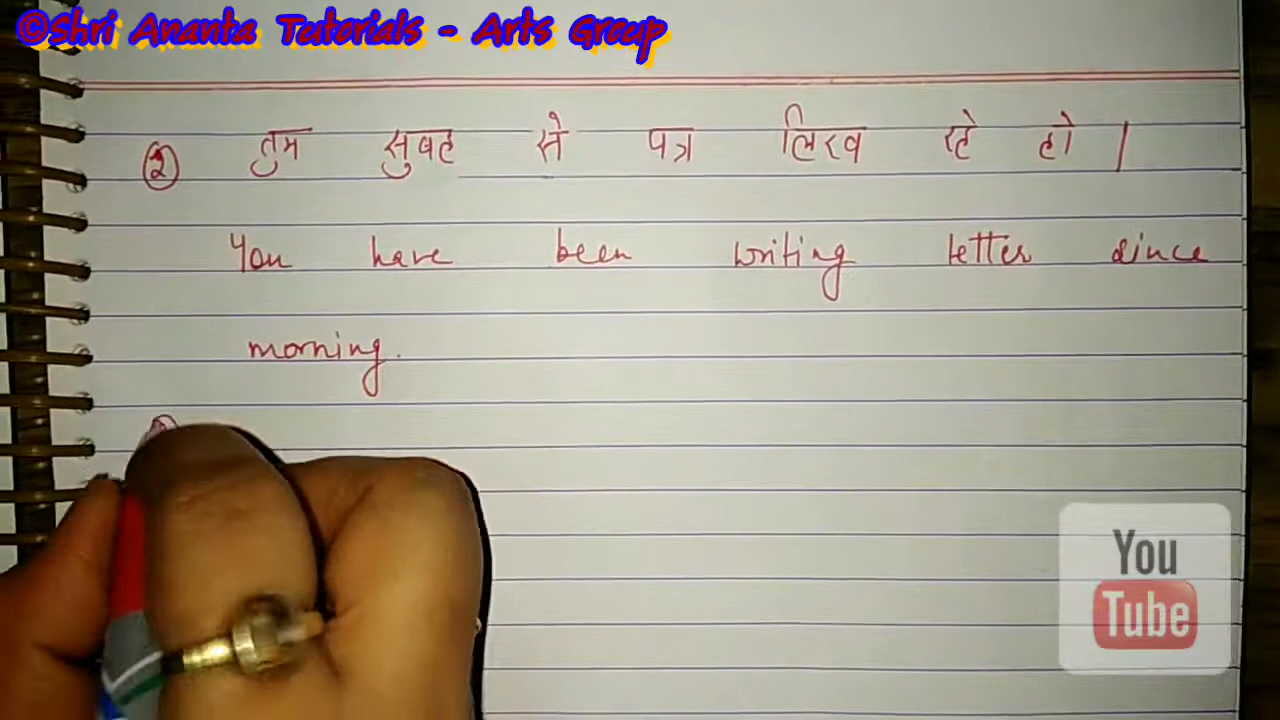 ©Shri Ananta Tutorials - Arts Group
② तुम सुबह से पत्र लिख रहे हो |
You have been writing letter since
morning.
You
Tube